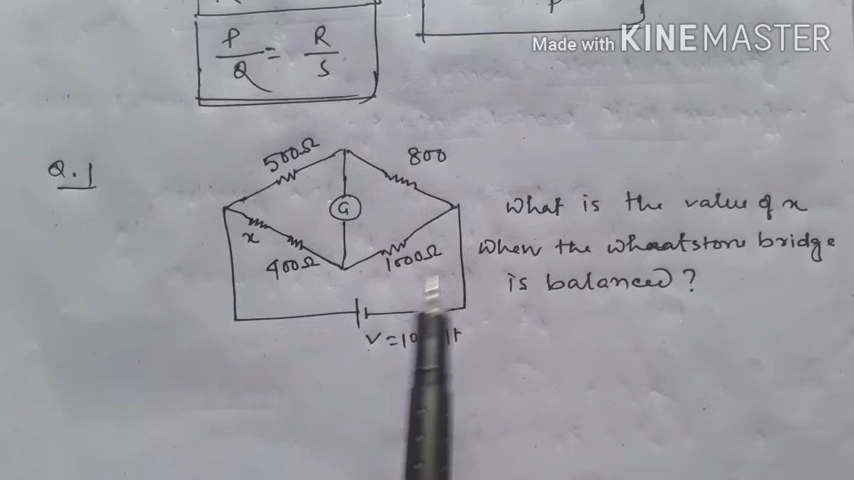 P
P/Q = R/S
Made with KINEMASTER
Q.1
500Ω
800
G
x
400Ω
1000Ω
What is the value of x
when the wheatstone bridge
is balanced?